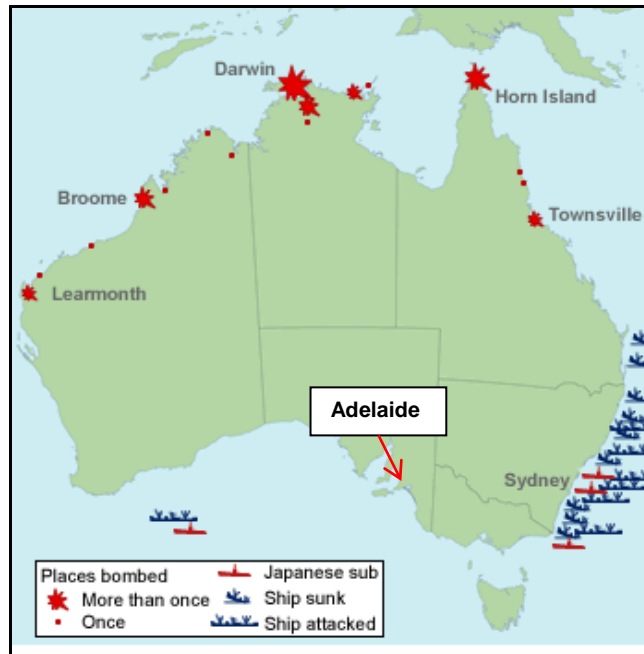 Darwin
Horn Island
Broome
Townsville
Learmonth
Adelaide
Sydney
Places bombed
More than once
Once
Japanese sub
Ship sunk
Ship attacked